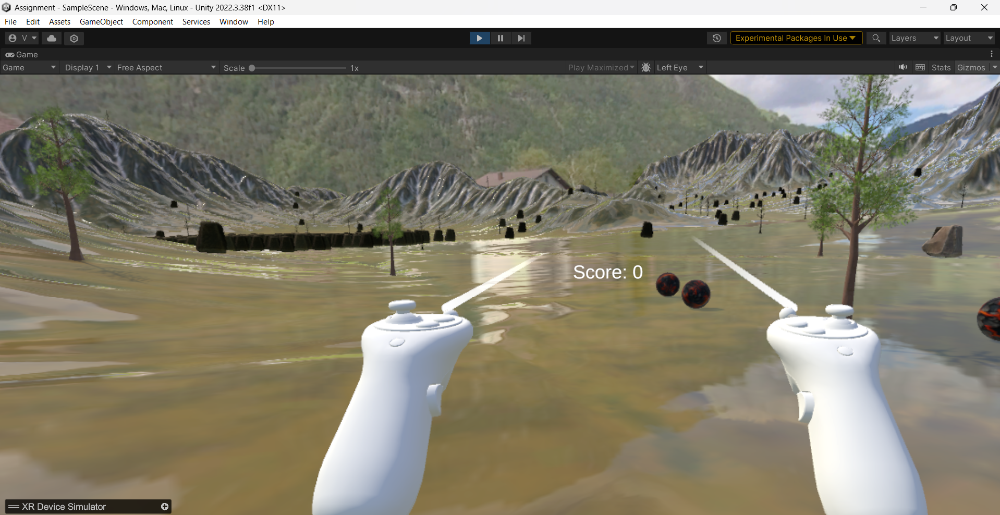 Assignment - SampleScene - Windows, Mac, Linux - Unity 2022.3.38f1 <DX11>
File Edit Assets GameObject Component Services Window Help
V Experimental Packages In Use Layers Layout
Game
Game Display 1 Free Aspect Scale 1x Play Maximized Left Eye Stats Gizmos
Score: 0
XR Device Simulator